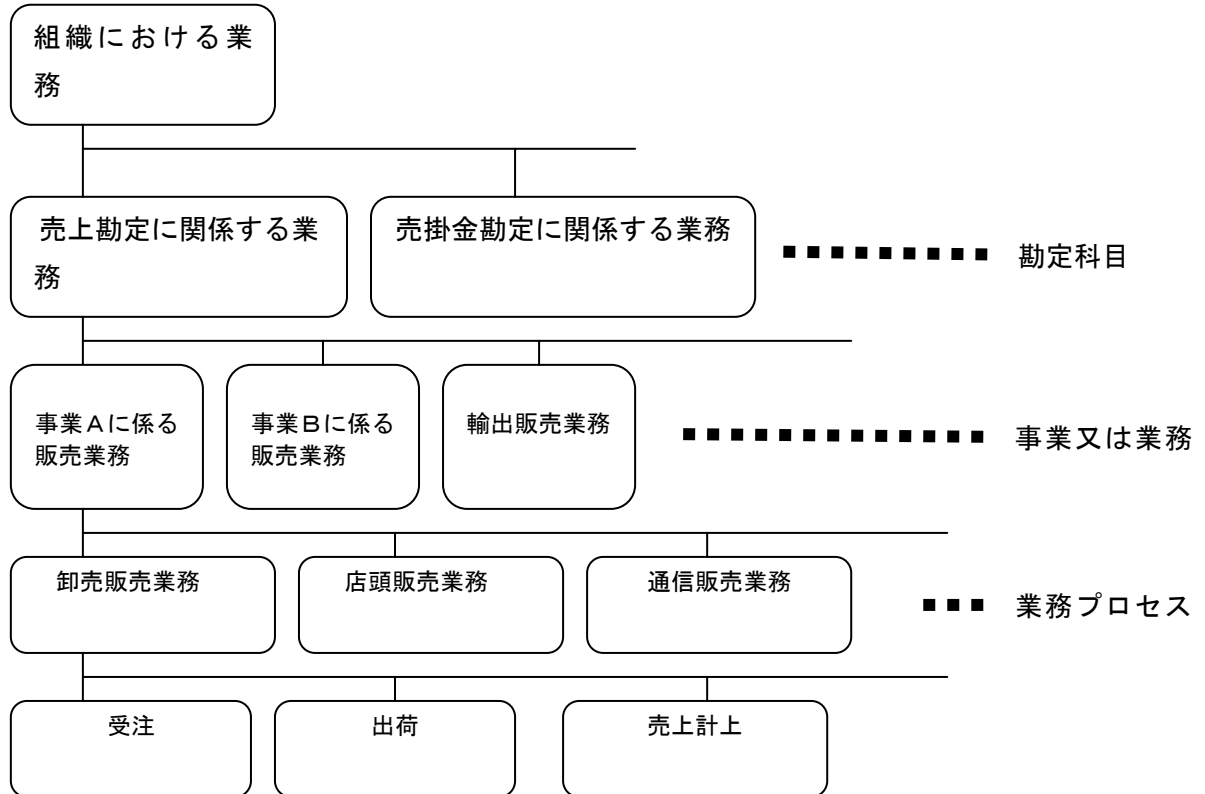 組織における業
務
売上勘定に関係する業
務
売掛金勘定に関係する業務
勘定科目
事業Aに係る
販売業務
事業Bに係る
販売業務
輸出販売業務
事業又は業務
卸売販売業務
店頭販売業務
通信販売業務
業務プロセス
受注
出荷
売上計上